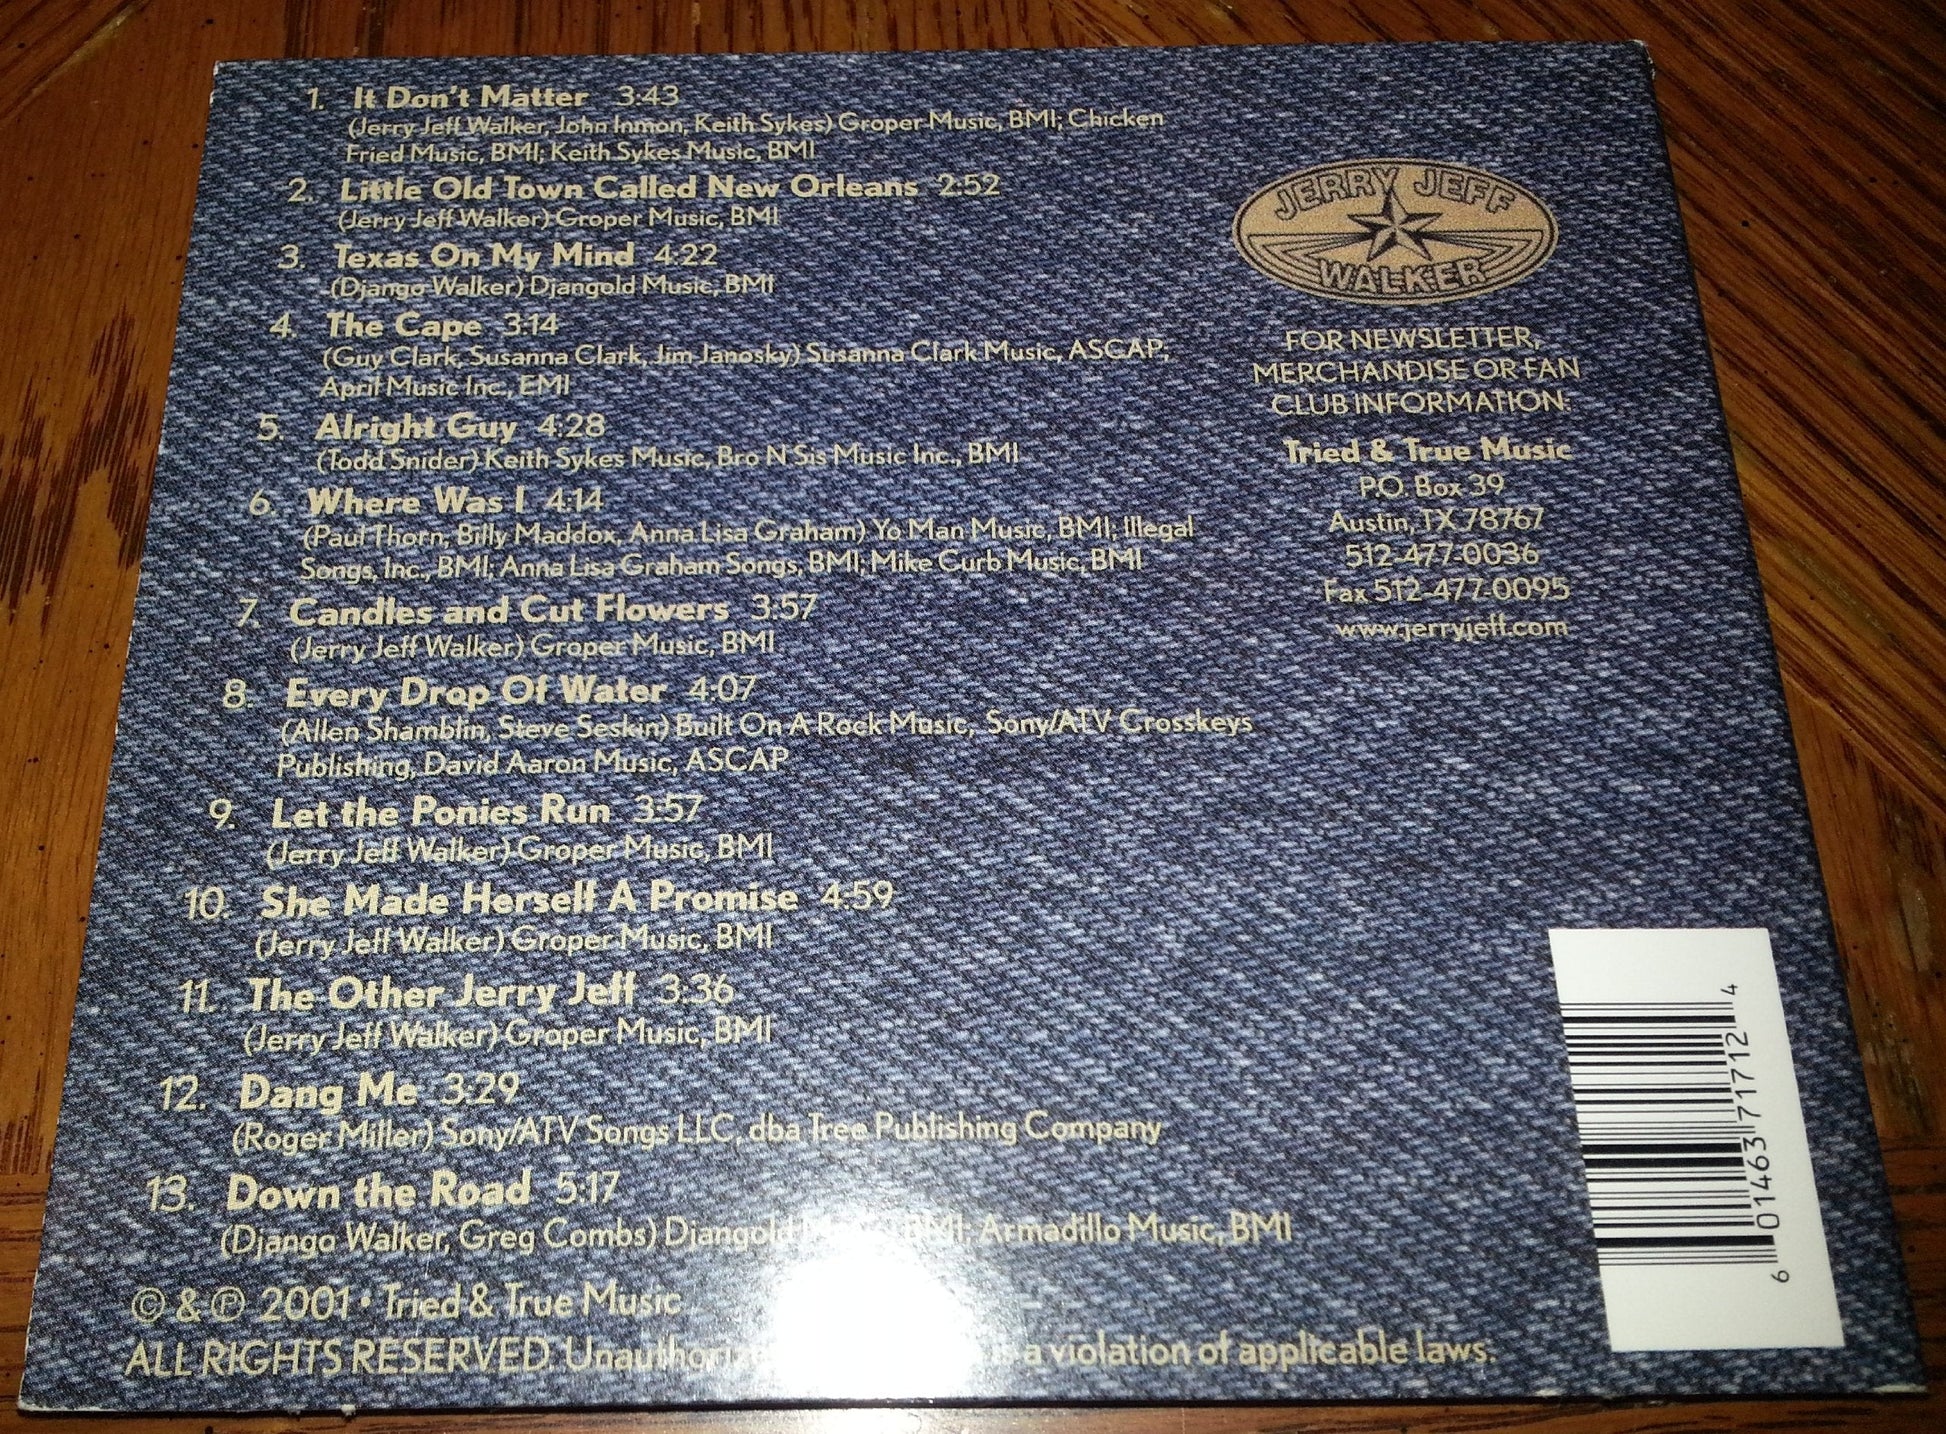 1. It Don't Matter 3:43
(Jerry Jeff Walker, John Inmon, Keith Sykes) Groper Music, BMI; Chicken
Fried Music, BMI; Keith Sykes Music, BMI
2. Little Old Town Called New Orleans 2:52
(Jerry Jeff Walker) Groper Music, BMI
3. Texas On My Mind 4:22
(Django Walker) Djangold Music, BMI
4. The Cape 3:14
(Guy Clark, Susanna Clark, Jim Janosky) Susanna Clark Music, ASCAP;
April Music Inc., EMI
5. Alright Guy 4:28
(Todd Snider) Keith Sykes Music, Bro N Sis Music Inc., BMI
6. Where Was I 4:14
(Paul Thorn, Billy Maddox, Anna Lisa Graham) Yo Man Music, BMI; Illegal
Songs, Inc., BMI; Anna Lisa Graham Songs, BMI; Mike Curb Music, BMI
7. Candles and Cut Flowers 3:57
(Jerry Jeff Walker) Groper Music, BMI
8. Every Drop Of Water 4:07
(Allen Shamblin, Steve Seskin) Built On A Rock Music, Sony/ATV Crosskeys
Publishing, David Aaron Music, ASCAP
9. Let the Ponies Run 3:57
(Jerry Jeff Walker) Groper Music, BMI
10. She Made Herself A Promise 4:59
(Jerry Jeff Walker) Groper Music, BMI
11. The Other Jerry Jeff 3:36
(Jerry Jeff Walker) Groper Music, BMI
12. Dang Me 3:29
(Roger Miller) Sony/ATV Songs LLC, dba Tree Publishing Company
13. Down the Road 5:17
(Django Walker, Greg Combs) Djangold Music, BMI; Armadillo Music, BMI
© & ℗ 2001 • Tried & True Music
ALL RIGHTS RESERVED. a violation of applicable laws.
JERRY JEFF
WALKER
FOR NEWSLETTER,
MERCHANDISE OR FAN
CLUB INFORMATION:
Tried & True Music
P.O. Box 39
Austin, TX 78767
512-477-0036
Fax 512-477-0095
www.jerryjeff.com
6 01463 71712 4